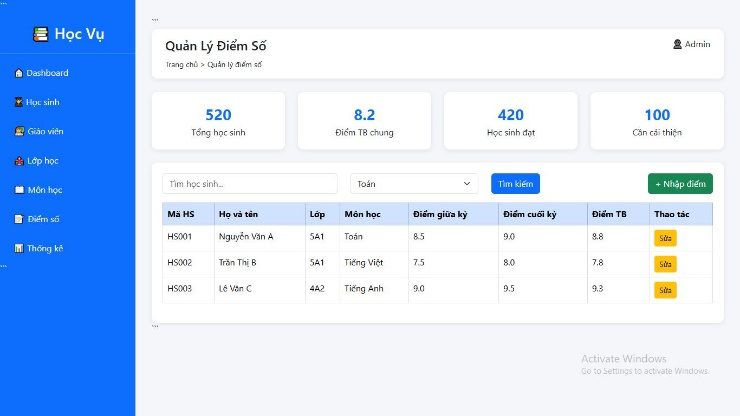 ```
📚 Học Vụ
🏠 Dashboard
👨‍🎓 Học sinh
👩‍🏫 Giáo viên
🏫 Lớp học
📖 Môn học
📝 Điểm số
📊 Thống kê
```
```
Quản Lý Điểm Số
Trang chủ > Quản lý điểm số
Admin
520
Tổng học sinh
8.2
Điểm TB chung
420
Học sinh đạt
100
Cần cải thiện
Tìm học sinh... Toán Tìm kiếm + Nhập điểm
Mã HS Họ và tên Lớp Môn học Điểm giữa kỳ Điểm cuối kỳ Điểm TB Thao tác
HS001 Nguyễn Văn A 5A1 Toán 8.5 9.0 8.8 Sửa
HS002 Trần Thị B 5A1 Tiếng Việt 7.5 8.0 7.8 Sửa
HS003 Lê Văn C 4A2 Tiếng Anh 9.0 9.5 9.3 Sửa
```
Activate Windows
Go to Settings to activate Windows.